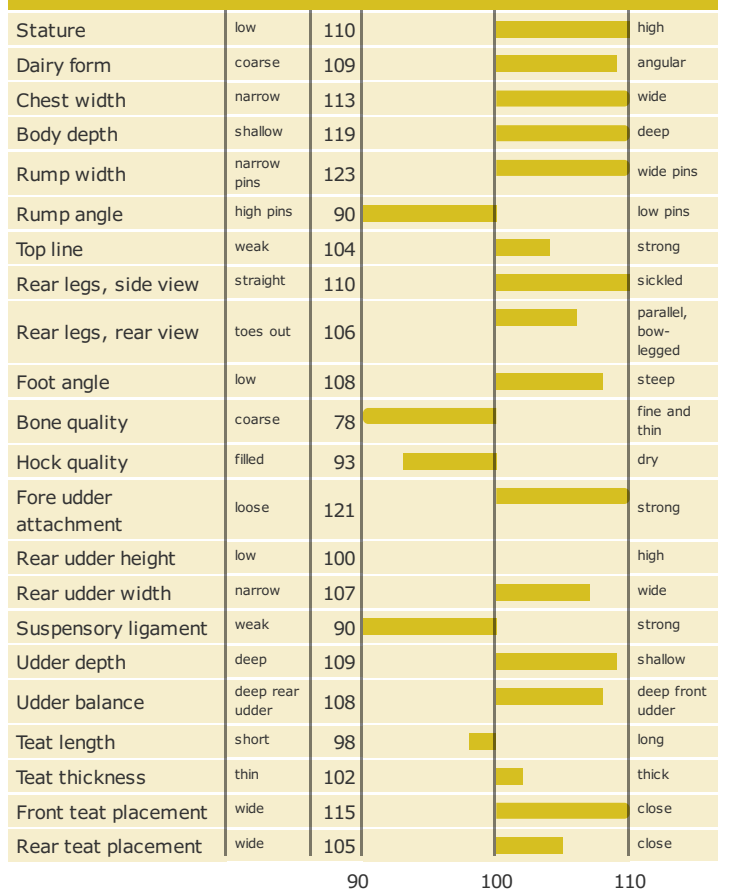 Stature low 110 high
Dairy form coarse 109 angular
Chest width narrow 113 wide
Body depth shallow 119 deep
Rump width narrow pins 123 wide pins
Rump angle high pins 90 low pins
Top line weak 104 strong
Rear legs, side view straight 110 sickled
Rear legs, rear view toes out 106 parallel, bow-legged
Foot angle low 108 steep
Bone quality coarse 78 fine and thin
Hock quality filled 93 dry
Fore udder attachment loose 121 strong
Rear udder height low 100 high
Rear udder width narrow 107 wide
Suspensory ligament weak 90 strong
Udder depth deep 109 shallow
Udder balance deep rear udder 108 deep front udder
Teat length short 98 long
Teat thickness thin 102 thick
Front teat placement wide 115 close
Rear teat placement wide 105 close
90 100 110